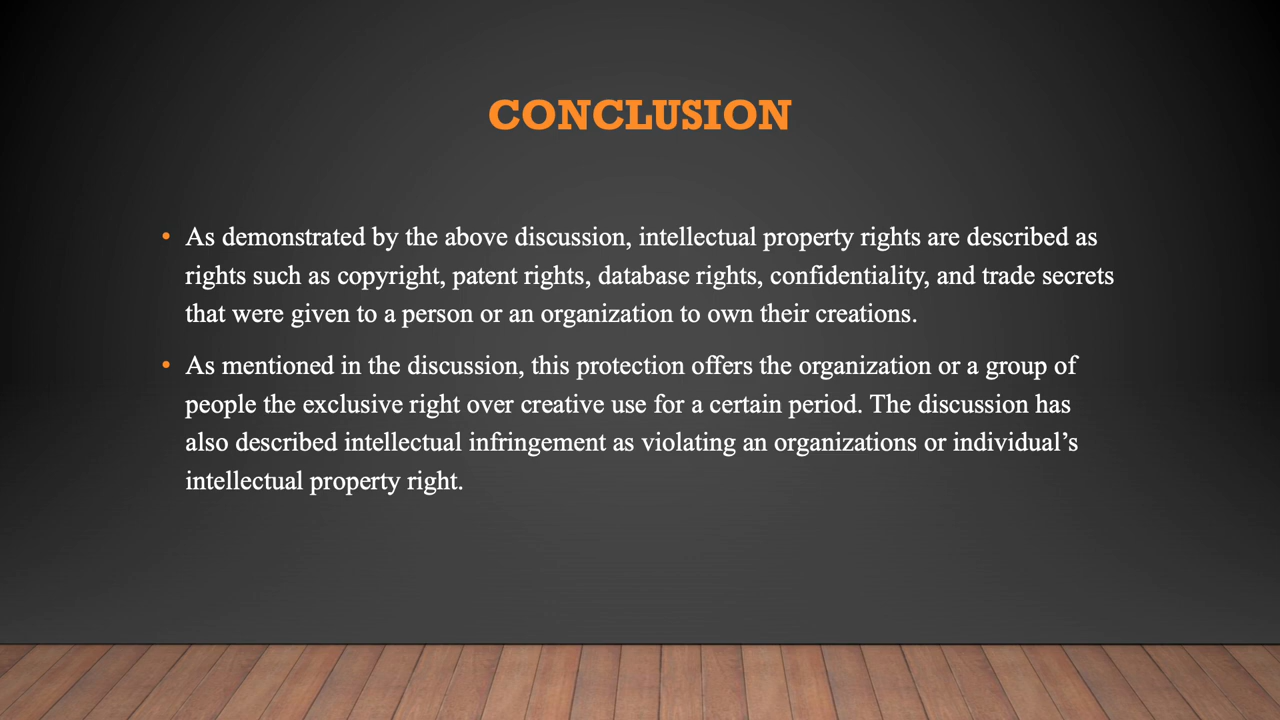 CONCLUSION
• As demonstrated by the above discussion, intellectual property rights are described as
rights such as copyright, patent rights, database rights, confidentiality, and trade secrets
that were given to a person or an organization to own their creations.
• As mentioned in the discussion, this protection offers the organization or a group of
people the exclusive right over creative use for a certain period. The discussion has
also described intellectual infringement as violating an organizations or individual’s
intellectual property right.